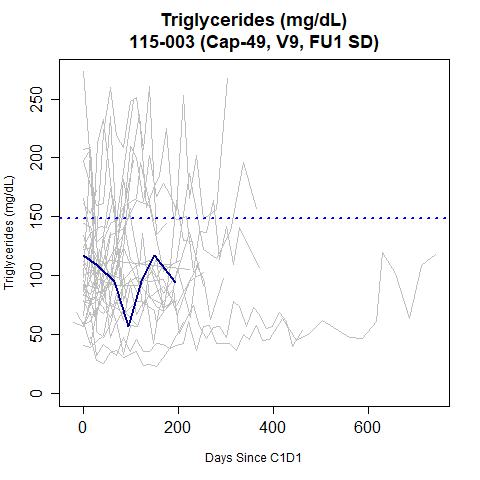 Triglycerides (mg/dL)
115-003 (Cap-49, V9, FU1 SD)
Triglycerides (mg/dL)
250
200
150
100
50
0
0
200
400
600
Days Since C1D1